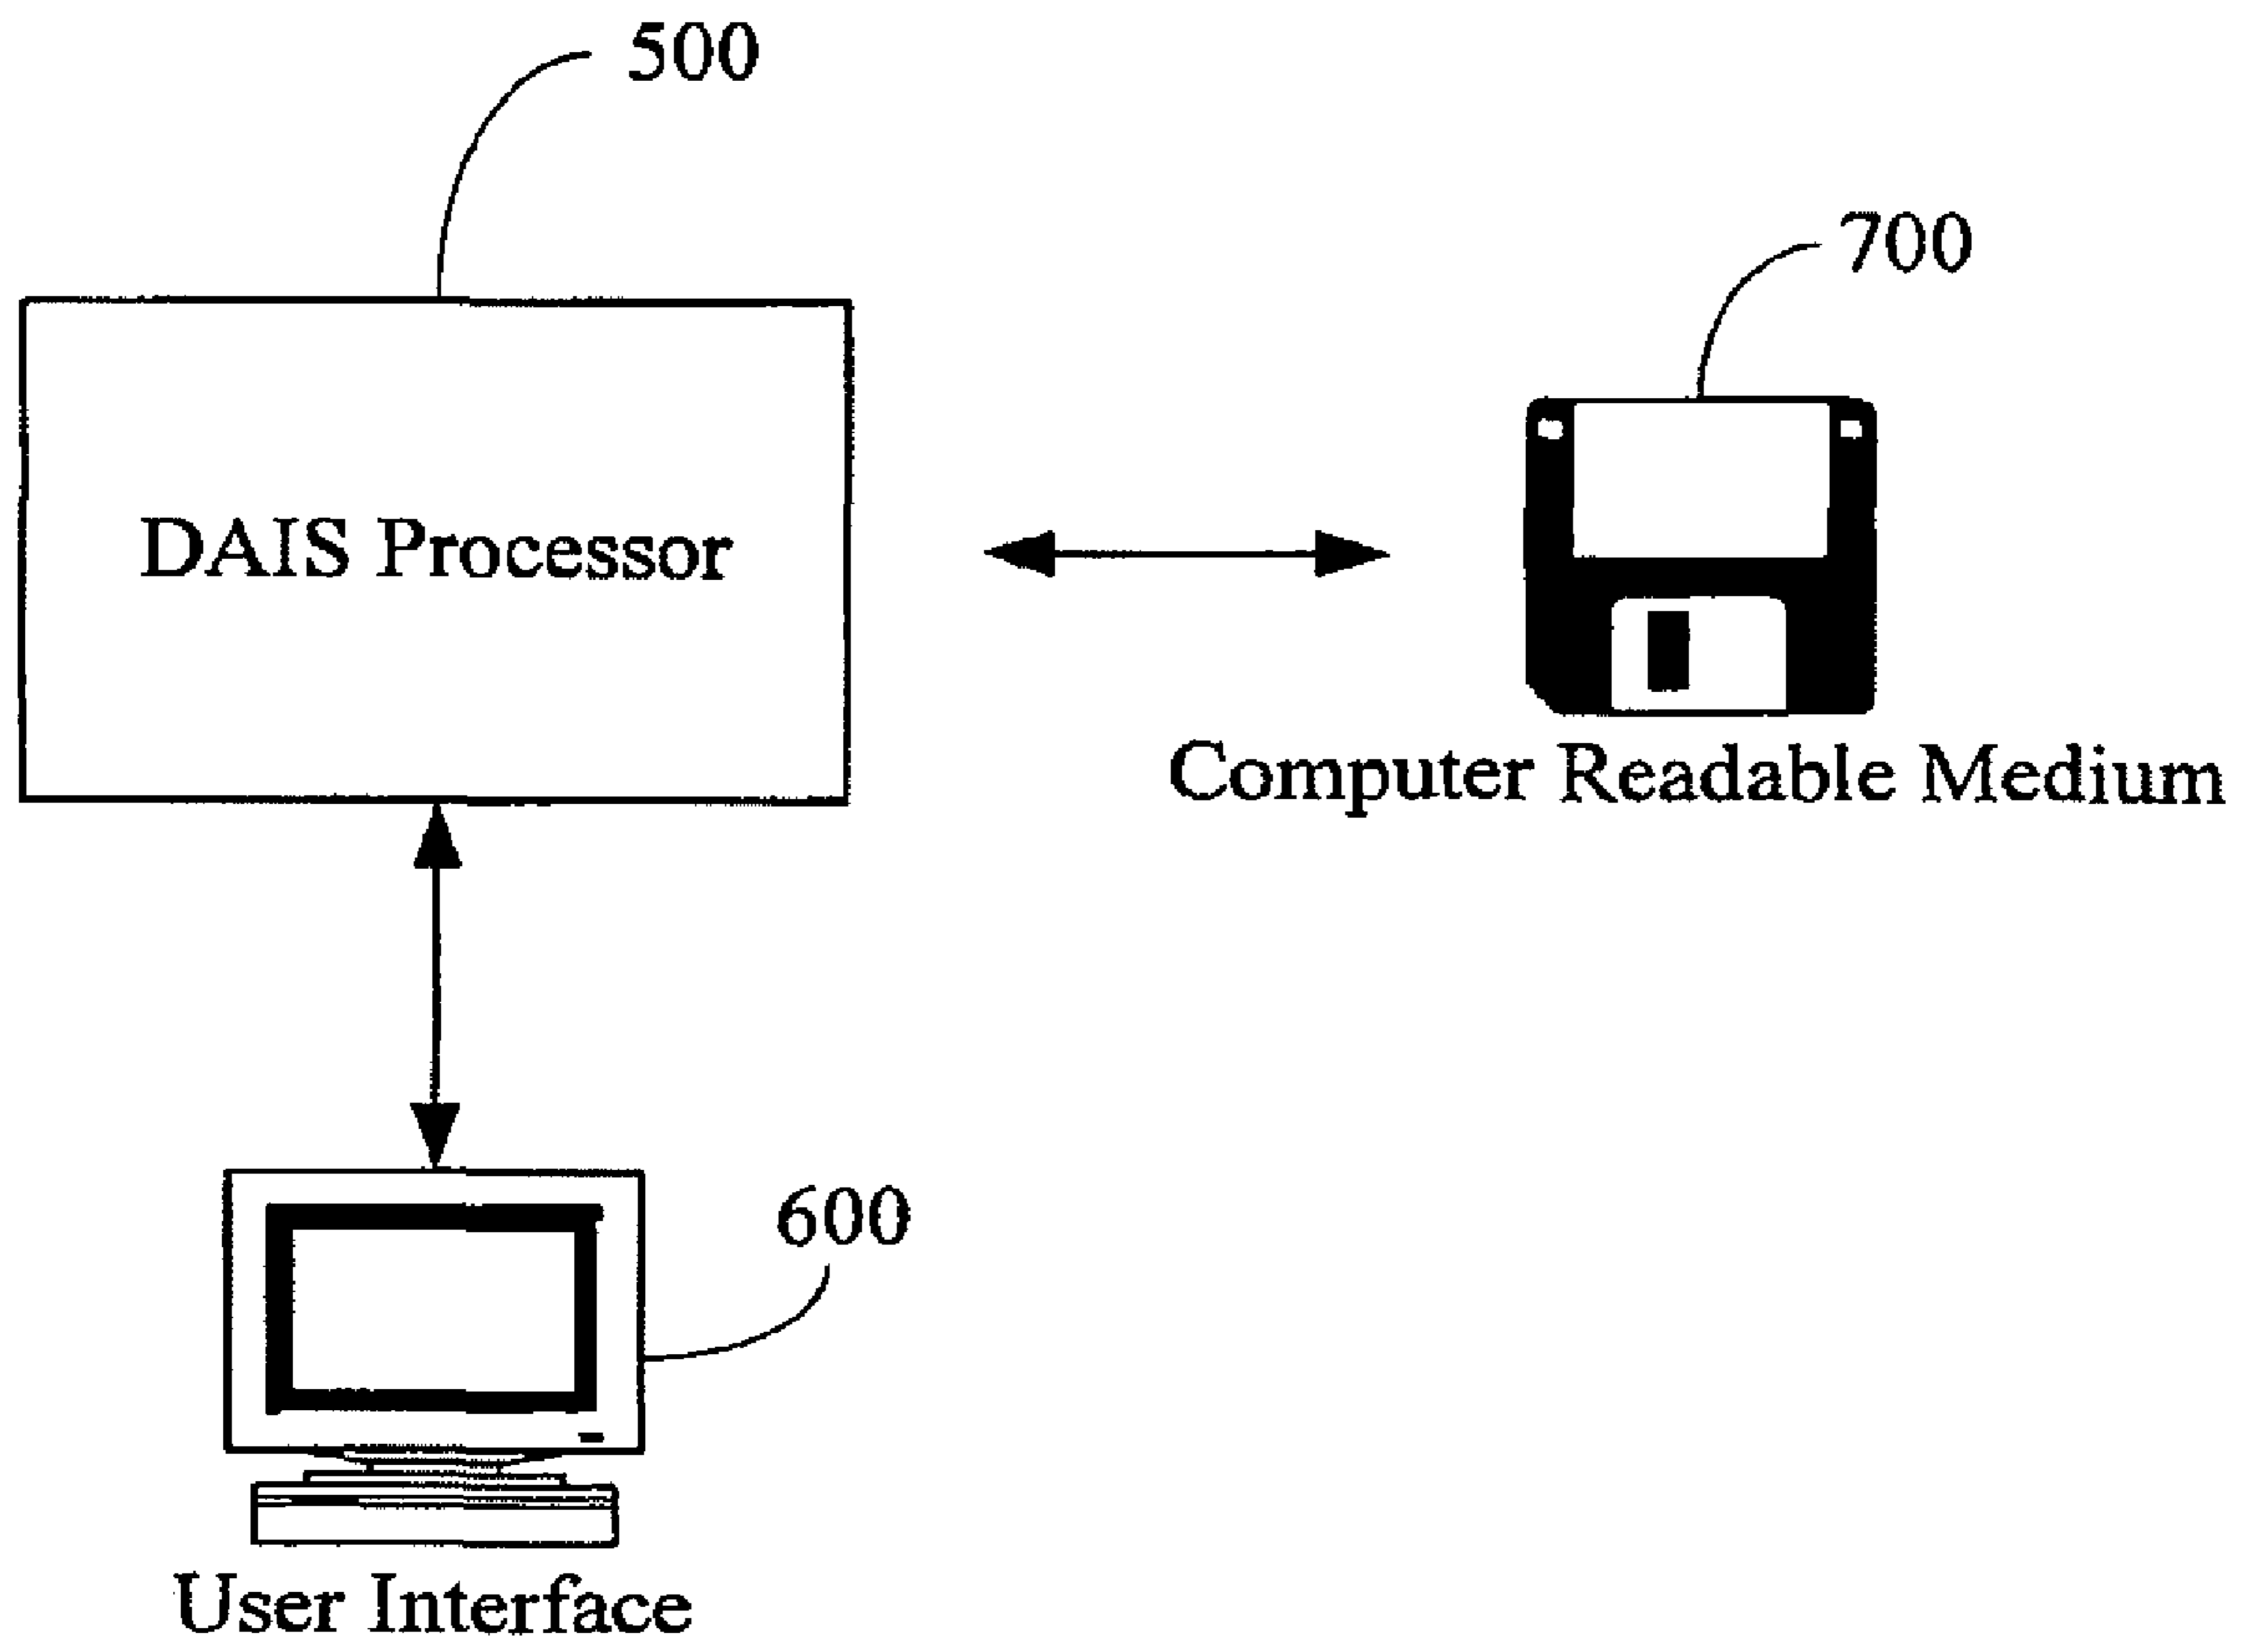 500
700
DAIS Processor
Computer Readable Medium
600
User Interface